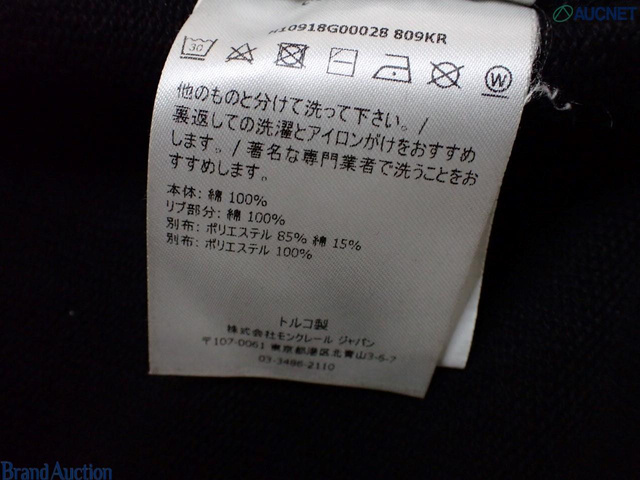 AUCNET
H10918G00028 809KR
30
W
他のものと分けて洗って下さい。/
裏返しての洗濯とアイロンがけをおすすめ
します。/ 著名な専門業者で洗うことをお
すすめします。
本体: 綿 100%
リブ部分: 綿 100%
別布: ポリエステル 85% 綿 15%
別布: ポリエステル 100%
トルコ製
株式会社モンクレール ジャパン
〒107-0061 東京都港区北青山3-5-7
03-3486-2110
Brand Auction